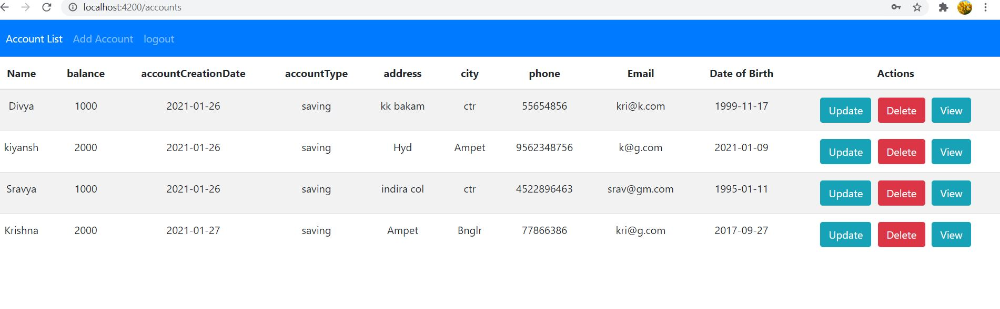 localhost:4200/accounts
Account List Add Account logout
Name balance accountCreationDate accountType address city phone Email Date of Birth Actions
Divya 1000 2021-01-26 saving kk bakam ctr 55654856 kri@k.com 1999-11-17 Update Delete View
kiyansh 2000 2021-01-26 saving Hyd Ampet 9562348756 k@g.com 2021-01-09 Update Delete View
Sravya 1000 2021-01-26 saving indira col ctr 4522896463 srav@gm.com 1995-01-11 Update Delete View
Krishna 2000 2021-01-27 saving Ampet Bnglr 77866386 kri@g.com 2017-09-27 Update Delete View